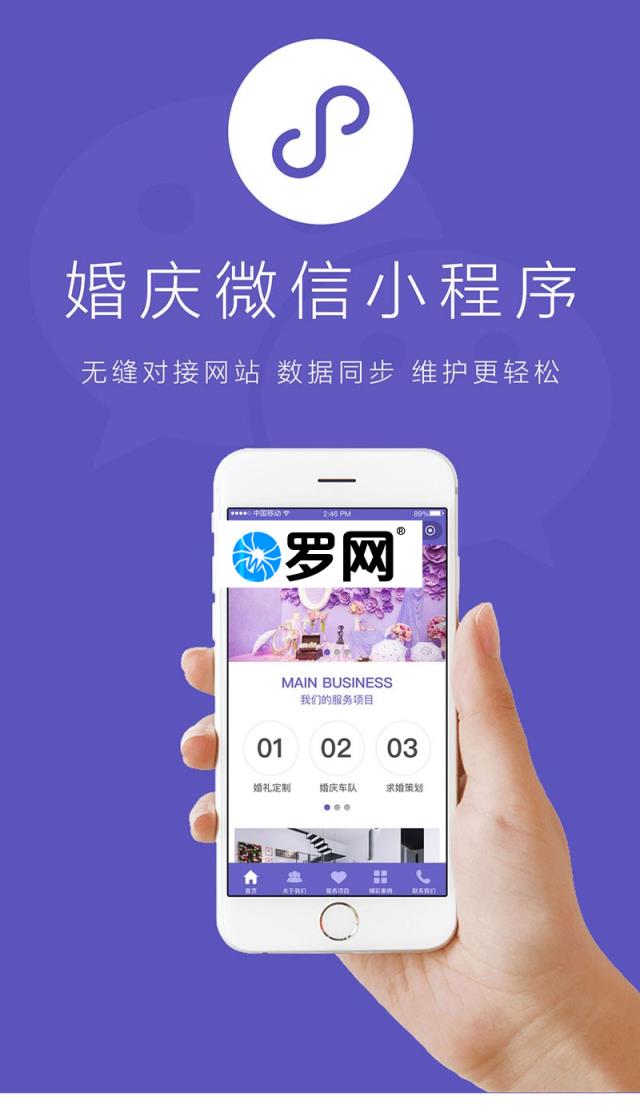 婚庆微信小程序
无缝对接网站 数据同步 维护更轻松
中国移动 2:46 PM 89%
罗网®
MAIN BUSINESS
我们的服务项目
01 02 03
婚礼定制 婚庆车队 求婚策划
首页 关于我们 服务项目 精彩案例 联系我们